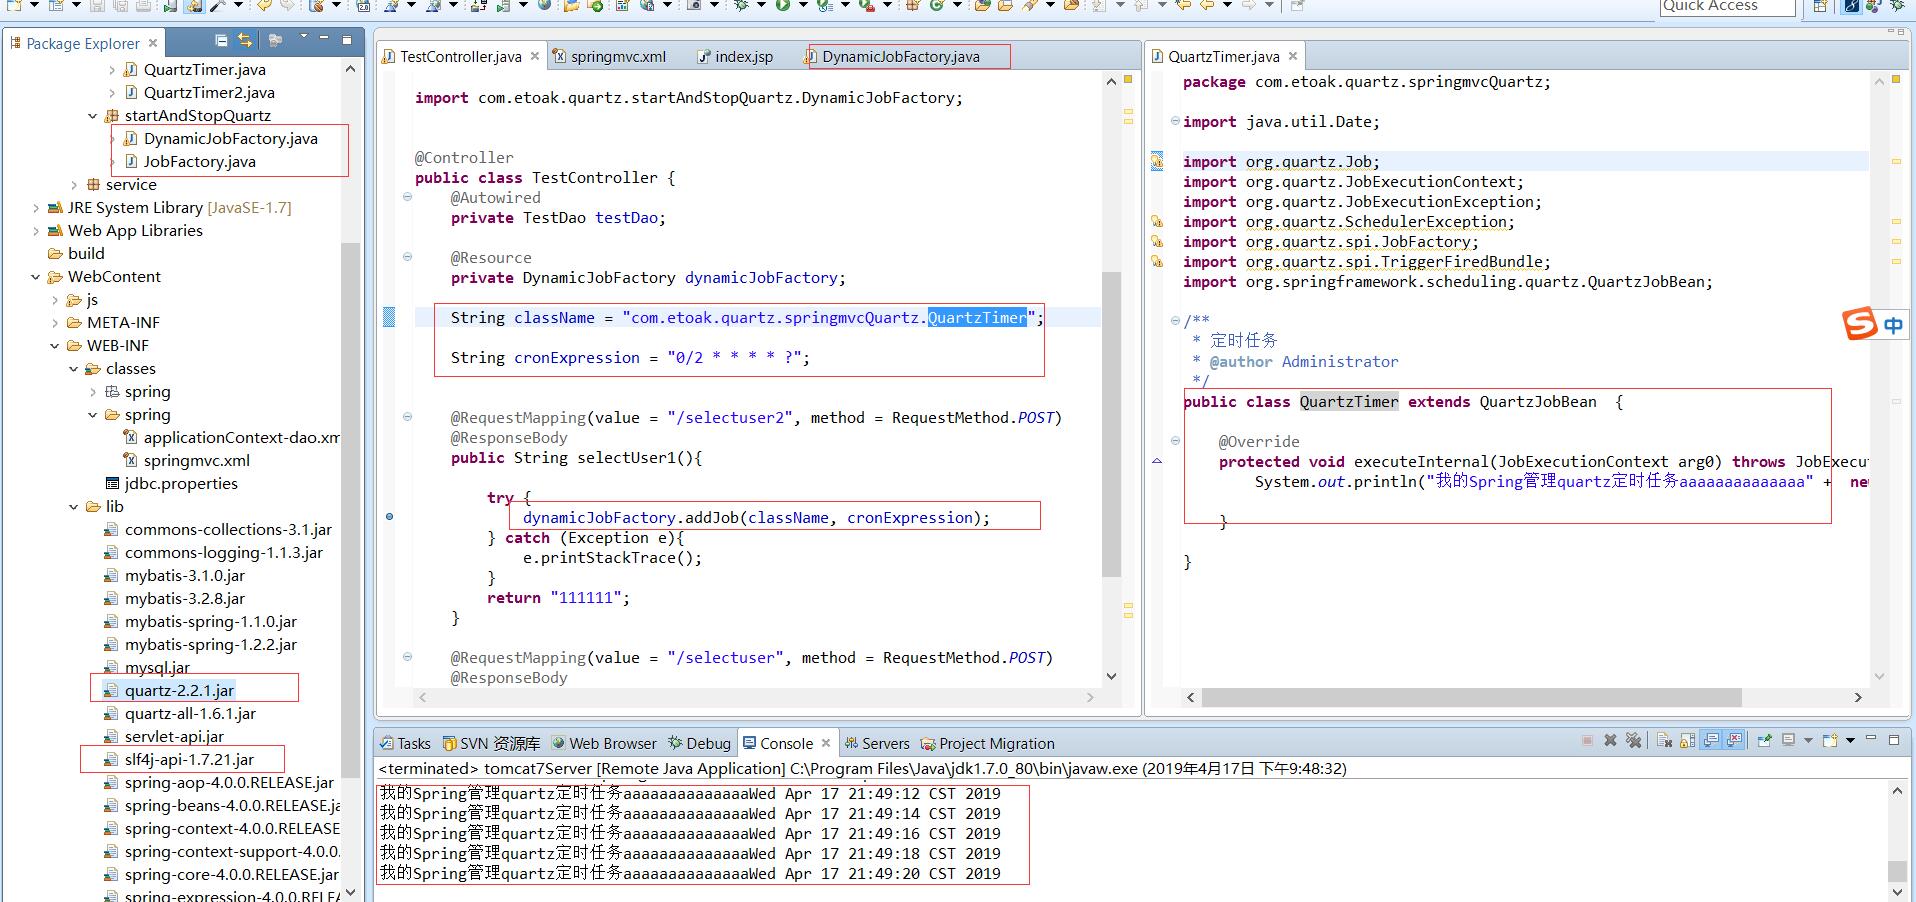 Quick Access
Package Explorer
QuartzTimer.java
QuartzTimer2.java
startAndStopQuartz
DynamicJobFactory.java
JobFactory.java
service
JRE System Library [JavaSE-1.7]
Web App Libraries
build
WebContent
js
META-INF
WEB-INF
classes
spring
spring
applicationContext-dao.xm
springmvc.xml
jdbc.properties
lib
commons-collections-3.1.jar
commons-logging-1.1.3.jar
mybatis-3.1.0.jar
mybatis-3.2.8.jar
mybatis-spring-1.1.0.jar
mybatis-spring-1.2.2.jar
mysql.jar
quartz-2.2.1.jar
quartz-all-1.6.1.jar
servlet-api.jar
slf4j-api-1.7.21.jar
spring-aop-4.0.0.RELEASE.jar
spring-beans-4.0.0.RELEASE.ja
spring-context-4.0.0.RELEASE
spring-context-support-4.0.0.
spring-core-4.0.0.RELEASE.jar
spring-expression-4.0.0.RELEA
TestController.java
springmvc.xml
index.jsp
DynamicJobFactory.java
import com.etoak.quartz.startAndStopQuartz.DynamicJobFactory;
@Controller
public class TestController {
@Autowired
private TestDao testDao;
@Resource
private DynamicJobFactory dynamicJobFactory;
String className = "com.etoak.quartz.springmvcQuartz.QuartzTimer";
String cronExpression = "0/2 * * * * ?";
@RequestMapping(value = "/selectuser2", method = RequestMethod.POST)
@ResponseBody
public String selectUser1(){
try {
dynamicJobFactory.addJob(className, cronExpression);
} catch (Exception e){
e.printStackTrace();
}
return "111111";
}
@RequestMapping(value = "/selectuser", method = RequestMethod.POST)
@ResponseBody
QuartzTimer.java
package com.etoak.quartz.springmvcQuartz;
import java.util.Date;
import org.quartz.Job;
import org.quartz.JobExecutionContext;
import org.quartz.JobExecutionException;
import org.quartz.SchedulerException;
import org.quartz.spi.JobFactory;
import org.quartz.spi.TriggerFiredBundle;
import org.springframework.scheduling.quartz.QuartzJobBean;
/**
* 定时任务
* @author Administrator
*/
public class QuartzTimer extends QuartzJobBean {
@Override
protected void executeInternal(JobExecutionContext arg0) throws JobExecut
System.out.println("我的Spring管理quartz定时任务aaaaaaaaaaaaaa" + new
}
}
中
Tasks
SVN 资源库
Web Browser
Debug
Console
Servers
Project Migration
<terminated> tomcat7Server [Remote Java Application] C:\Program Files\Java\jdk1.7.0_80\bin\javaw.exe (2019年4月17日 下午9:48:32)
我的Spring管理quartz定时任务aaaaaaaaaaaaaaWed Apr 17 21:49:12 CST 2019
我的Spring管理quartz定时任务aaaaaaaaaaaaaaWed Apr 17 21:49:14 CST 2019
我的Spring管理quartz定时任务aaaaaaaaaaaaaaWed Apr 17 21:49:16 CST 2019
我的Spring管理quartz定时任务aaaaaaaaaaaaaaWed Apr 17 21:49:18 CST 2019
我的Spring管理quartz定时任务aaaaaaaaaaaaaaWed Apr 17 21:49:20 CST 2019